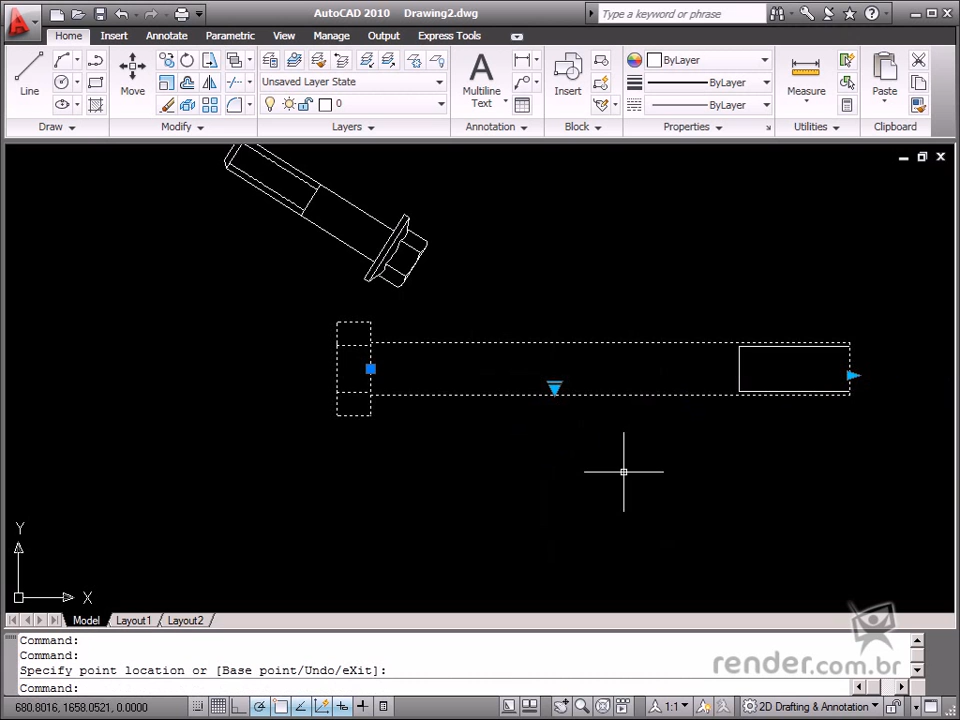 AutoCAD 2010 Drawing2.dwg
Type a keyword or phrase
Home Insert Annotate Parametric View Manage Output Express Tools
Line
Move
Unsaved Layer State
0
Multiline
Text
Insert
ByLayer
ByLayer
ByLayer
Measure
Paste
Draw Modify Layers Annotation Block Properties Utilities Clipboard
Y
X
Model Layout1 Layout2
Command:
Command:
Specify point location or [Base point/Undo/eXit]:
Command:
render.com.br
680.8016, 1658.0521, 0.0000
1:1
2D Drafting & Annotation